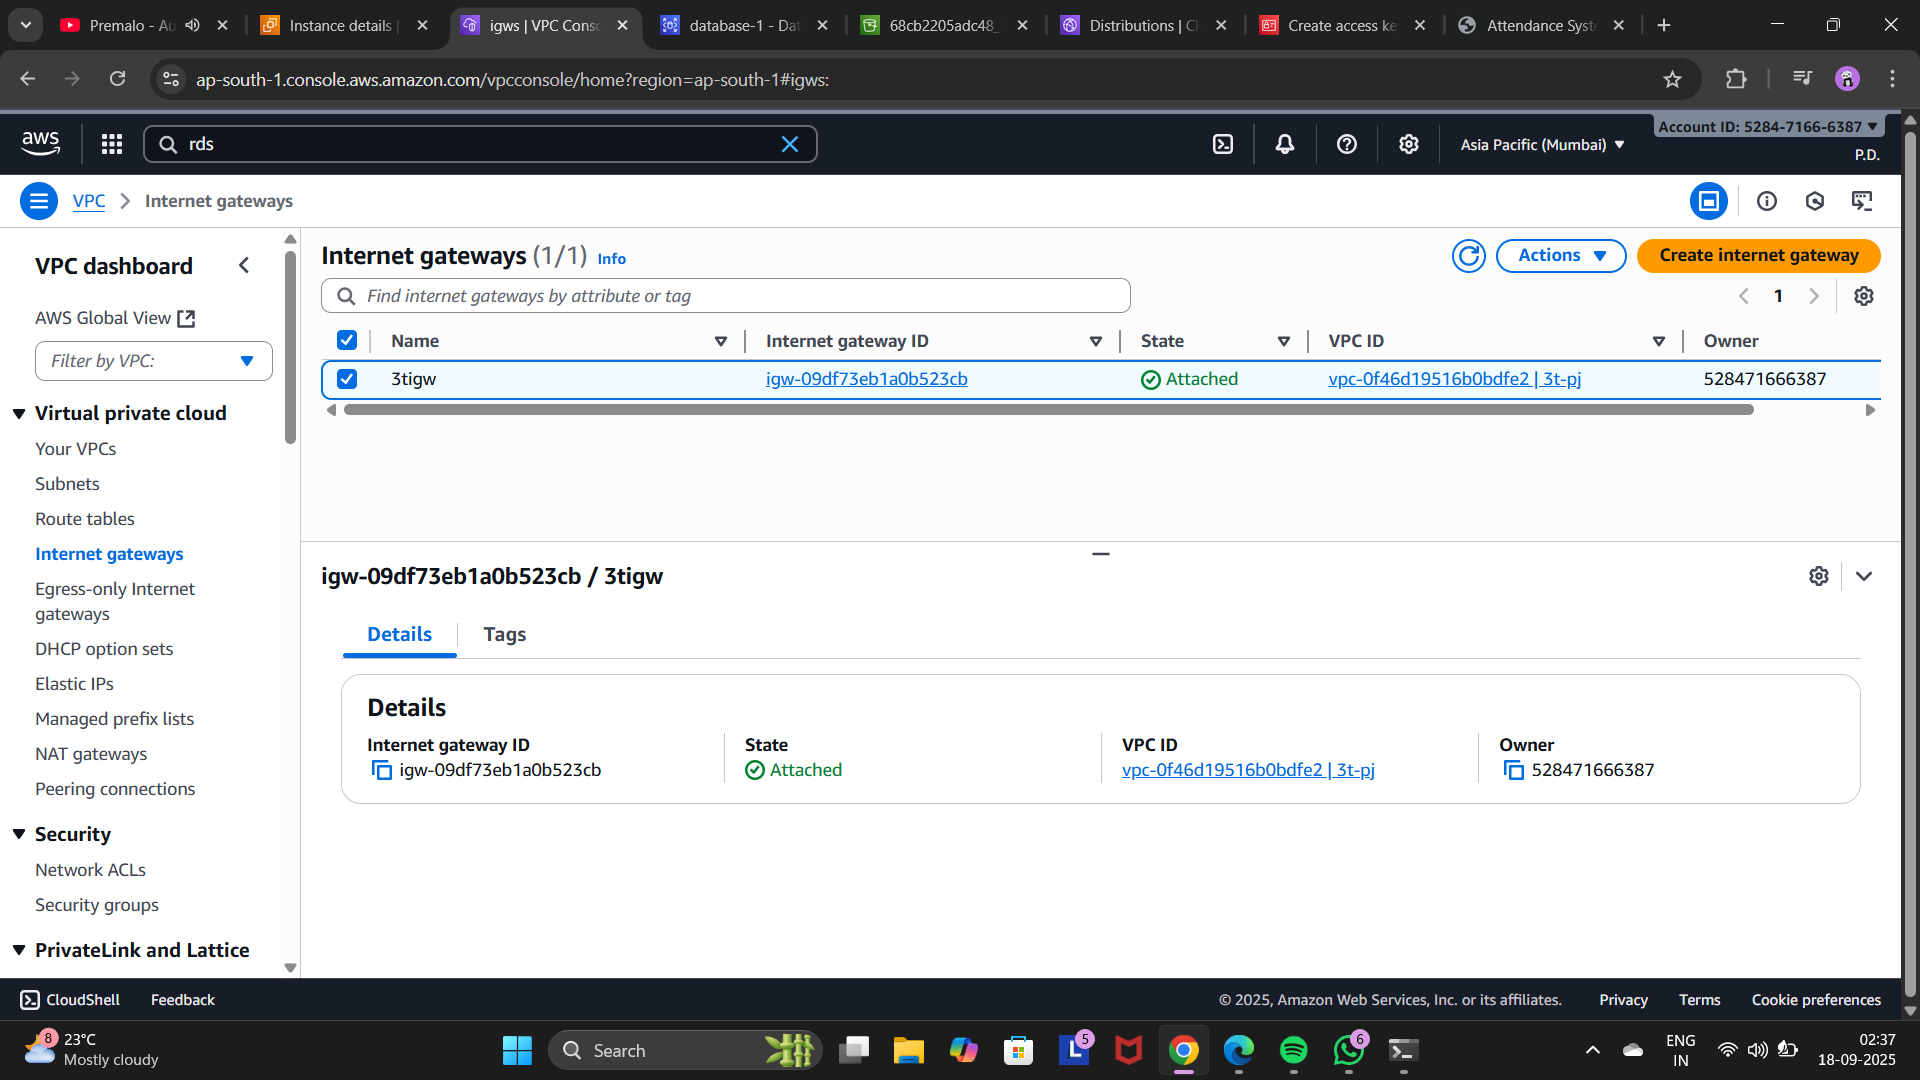 Premalo - Au
Instance details |
igws | VPC Conso
database-1 - Dat
68cb2205adc48_
Distributions | Cl
Create access ke
Attendance Syste
ap-south-1.console.aws.amazon.com/vpcconsole/home?region=ap-south-1#igws:
aws
rds
Asia Pacific (Mumbai)
Account ID: 5284-7166-6387
P.D.
VPC
Internet gateways
VPC dashboard
AWS Global View
Filter by VPC:
Virtual private cloud
Your VPCs
Subnets
Route tables
Internet gateways
Egress-only Internet
gateways
DHCP option sets
Elastic IPs
Managed prefix lists
NAT gateways
Peering connections
Security
Network ACLs
Security groups
PrivateLink and Lattice
Internet gateways (1/1) Info
Actions
Create internet gateway
Find internet gateways by attribute or tag
1
Name
Internet gateway ID
State
VPC ID
Owner
3tigw
igw-09df73eb1a0b523cb
Attached
vpc-0f46d19516b0bdfe2 | 3t-pj
528471666387
igw-09df73eb1a0b523cb / 3tigw
Details
Tags
Details
Internet gateway ID
igw-09df73eb1a0b523cb
State
Attached
VPC ID
vpc-0f46d19516b0bdfe2 | 3t-pj
Owner
528471666387
CloudShell
Feedback
© 2025, Amazon Web Services, Inc. or its affiliates.
Privacy
Terms
Cookie preferences
8
23°C
Mostly cloudy
Search
L
5
6
ENG
IN
02:37
18-09-2025